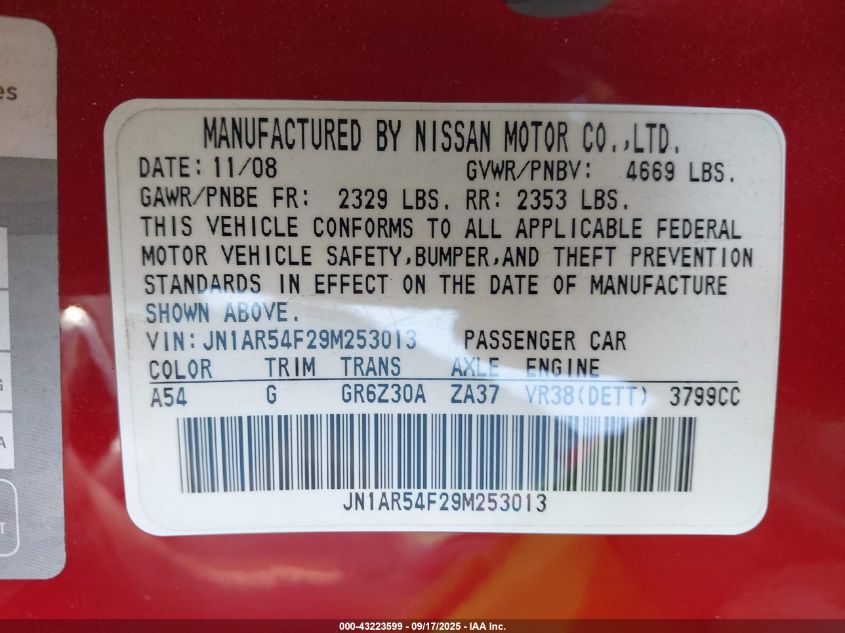 es
MANUFACTURED BY NISSAN MOTOR CO.,LTD.
DATE: 11/08 GVWR/PNBV: 4669 LBS.
GAWR/PNBE FR: 2329 LBS. RR: 2353 LBS.
THIS VEHICLE CONFORMS TO ALL APPLICABLE FEDERAL
MOTOR VEHICLE SAFETY,BUMPER,AND THEFT PREVENTION
STANDARDS IN EFFECT ON THE DATE OF MANUFACTURE
SHOWN ABOVE.
VIN: JN1AR54F29M253013 PASSENGER CAR
COLOR TRIM TRANS AXLE ENGINE
A54 G GR6Z30A ZA37 VR38(DETT) 3799CC
JN1AR54F29M253013
G
A
T
000-43223599 - 09/17/2025 - IAA Inc.